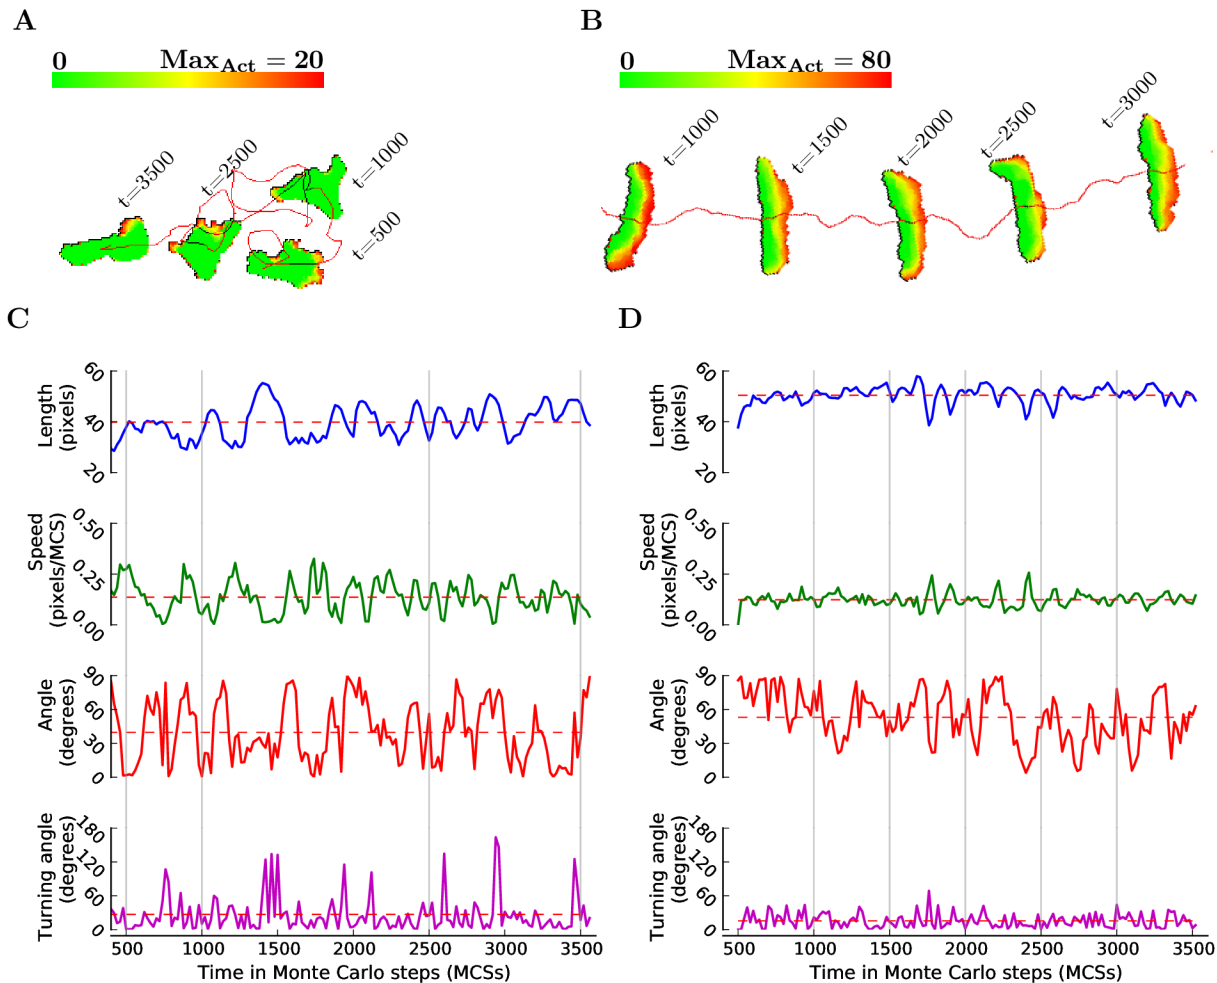 A
0 Max_Act = 20
t=3500
t=2500
t=1000
t=500
B
0 Max_Act = 80
t=1000
t=1500
t=2000
t=2500
t=3000
C
Length
(pixels)
60
40
20
Speed
(pixels/MCS)
0.50
0.25
0.00
Angle
(degrees)
90
60
30
0
Turning angle
(degrees)
180
120
60
0
500 1000 1500 2000 2500 3000 3500
Time in Monte Carlo steps (MCSs)
D
Length
(pixels)
60
40
20
Speed
(pixels/MCS)
0.50
0.25
0.00
Angle
(degrees)
90
60
30
0
Turning angle
(degrees)
180
120
60
0
500 1000 1500 2000 2500 3000 3500
Time in Monte Carlo steps (MCSs)